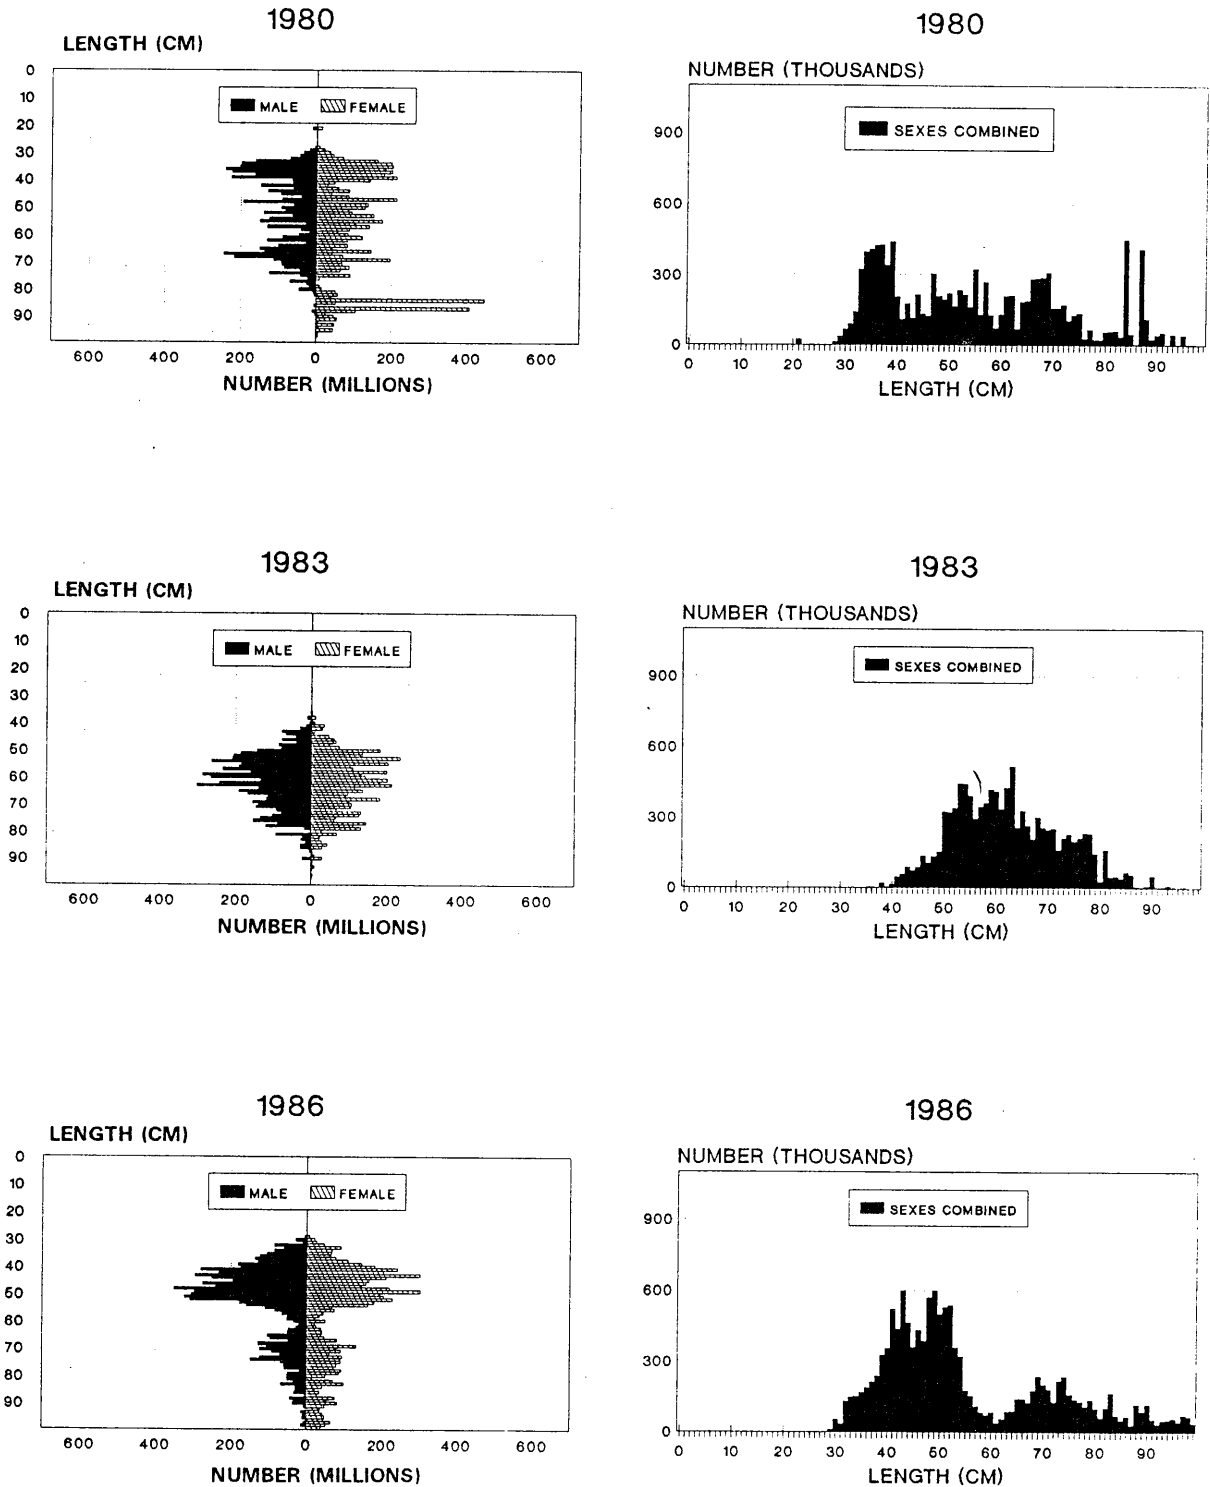 1980
LENGTH (CM)
0
10
20
30
40
50
60
70
80
90
MALE FEMALE
600 400 200 0 200 400 600
NUMBER (MILLIONS)
1980
NUMBER (THOUSANDS)
900
600
300
0
SEXES COMBINED
0 10 20 30 40 50 60 70 80 90
LENGTH (CM)
1983
LENGTH (CM)
0
10
20
30
40
50
60
70
80
90
MALE FEMALE
600 400 200 0 200 400 600
NUMBER (MILLIONS)
1983
NUMBER (THOUSANDS)
900
600
300
0
SEXES COMBINED
0 10 20 30 40 50 60 70 80 90
LENGTH (CM)
1986
LENGTH (CM)
0
10
20
30
40
50
60
70
80
90
MALE FEMALE
600 400 200 0 200 400 600
NUMBER (MILLIONS)
1986
NUMBER (THOUSANDS)
900
600
300
0
SEXES COMBINED
0 10 20 30 40 50 60 70 80 90
LENGTH (CM)